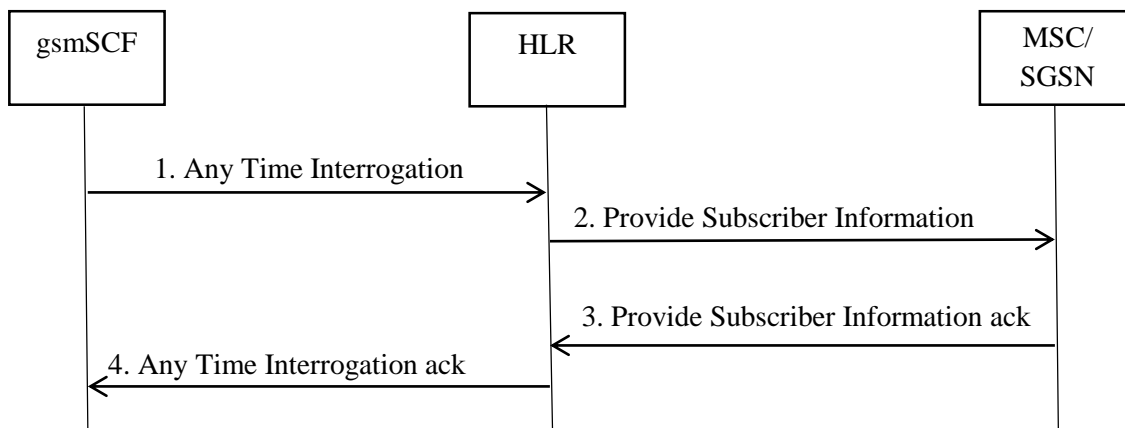 gsmSCF
HLR
MSC/
SGSN
1. Any Time Interrogation
2. Provide Subscriber Information
3. Provide Subscriber Information ack
4. Any Time Interrogation ack